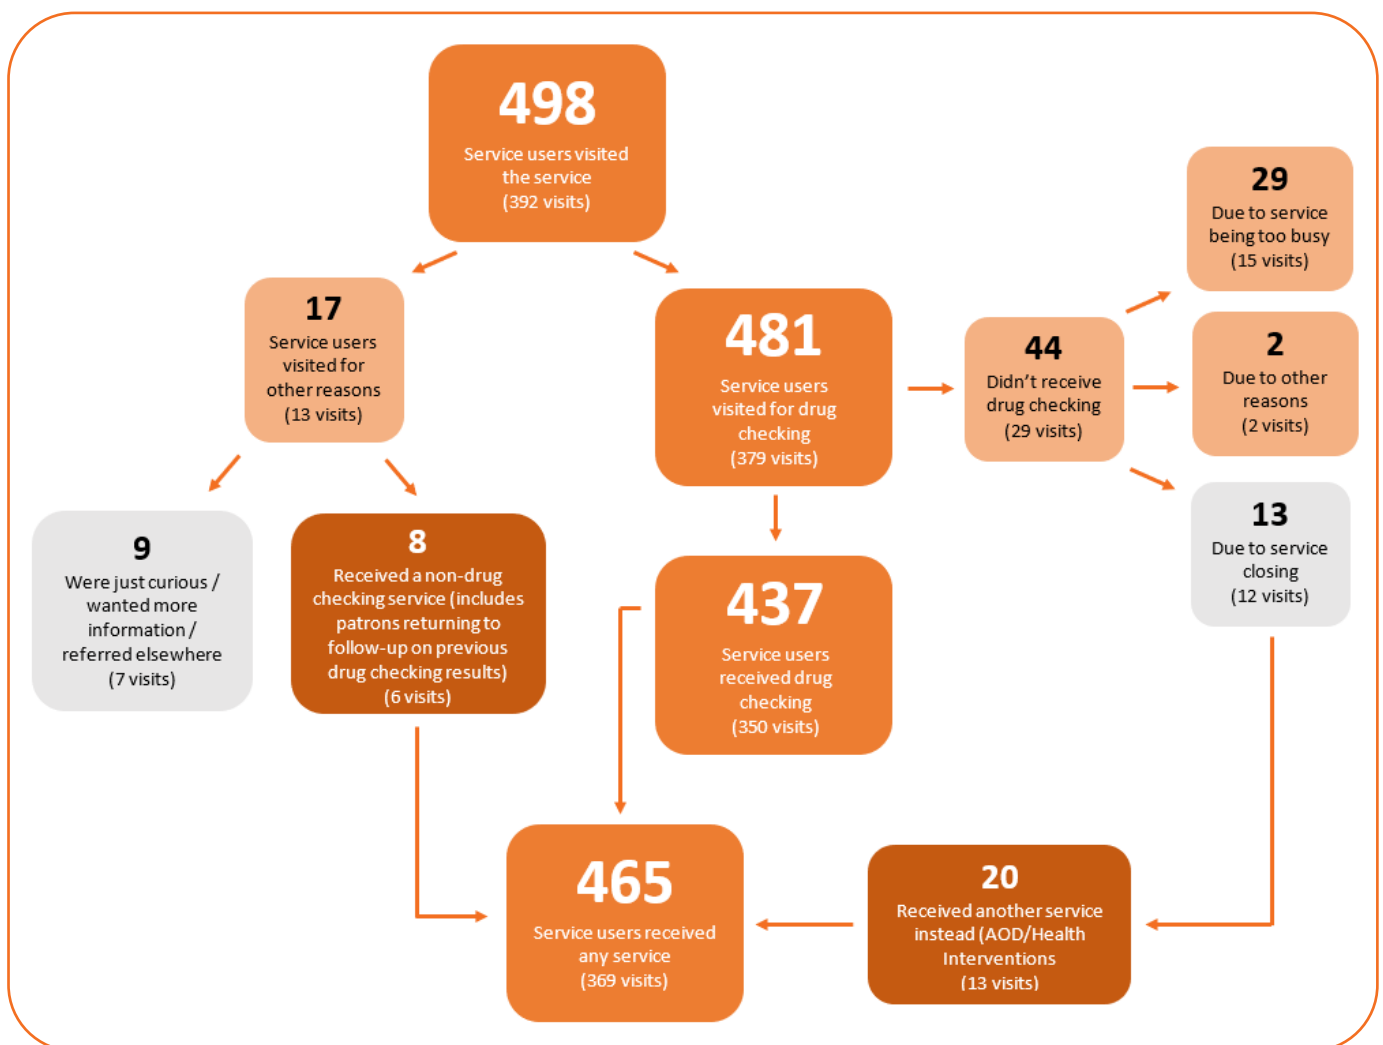 498
Service users visited
the service
(392 visits)
29
Due to service
being too busy
(15 visits)
17
Service users
visited for
other reasons
(13 visits)
481
Service users
visited for drug
checking
(379 visits)
44
Didn't receive
drug checking
(29 visits)
2
Due to other
reasons
(2 visits)
13
Due to service
closing
(12 visits)
9
Were just curious /
wanted more
information /
referred elsewhere
(7 visits)
8
Received a non-drug
checking service (includes
patrons returning to
follow-up on previous
drug checking results)
(6 visits)
437
Service users
received drug
checking
(350 visits)
465
Service users received
any service
(369 visits)
20
Received another service
instead (AOD/Health
Interventions
(13 visits)